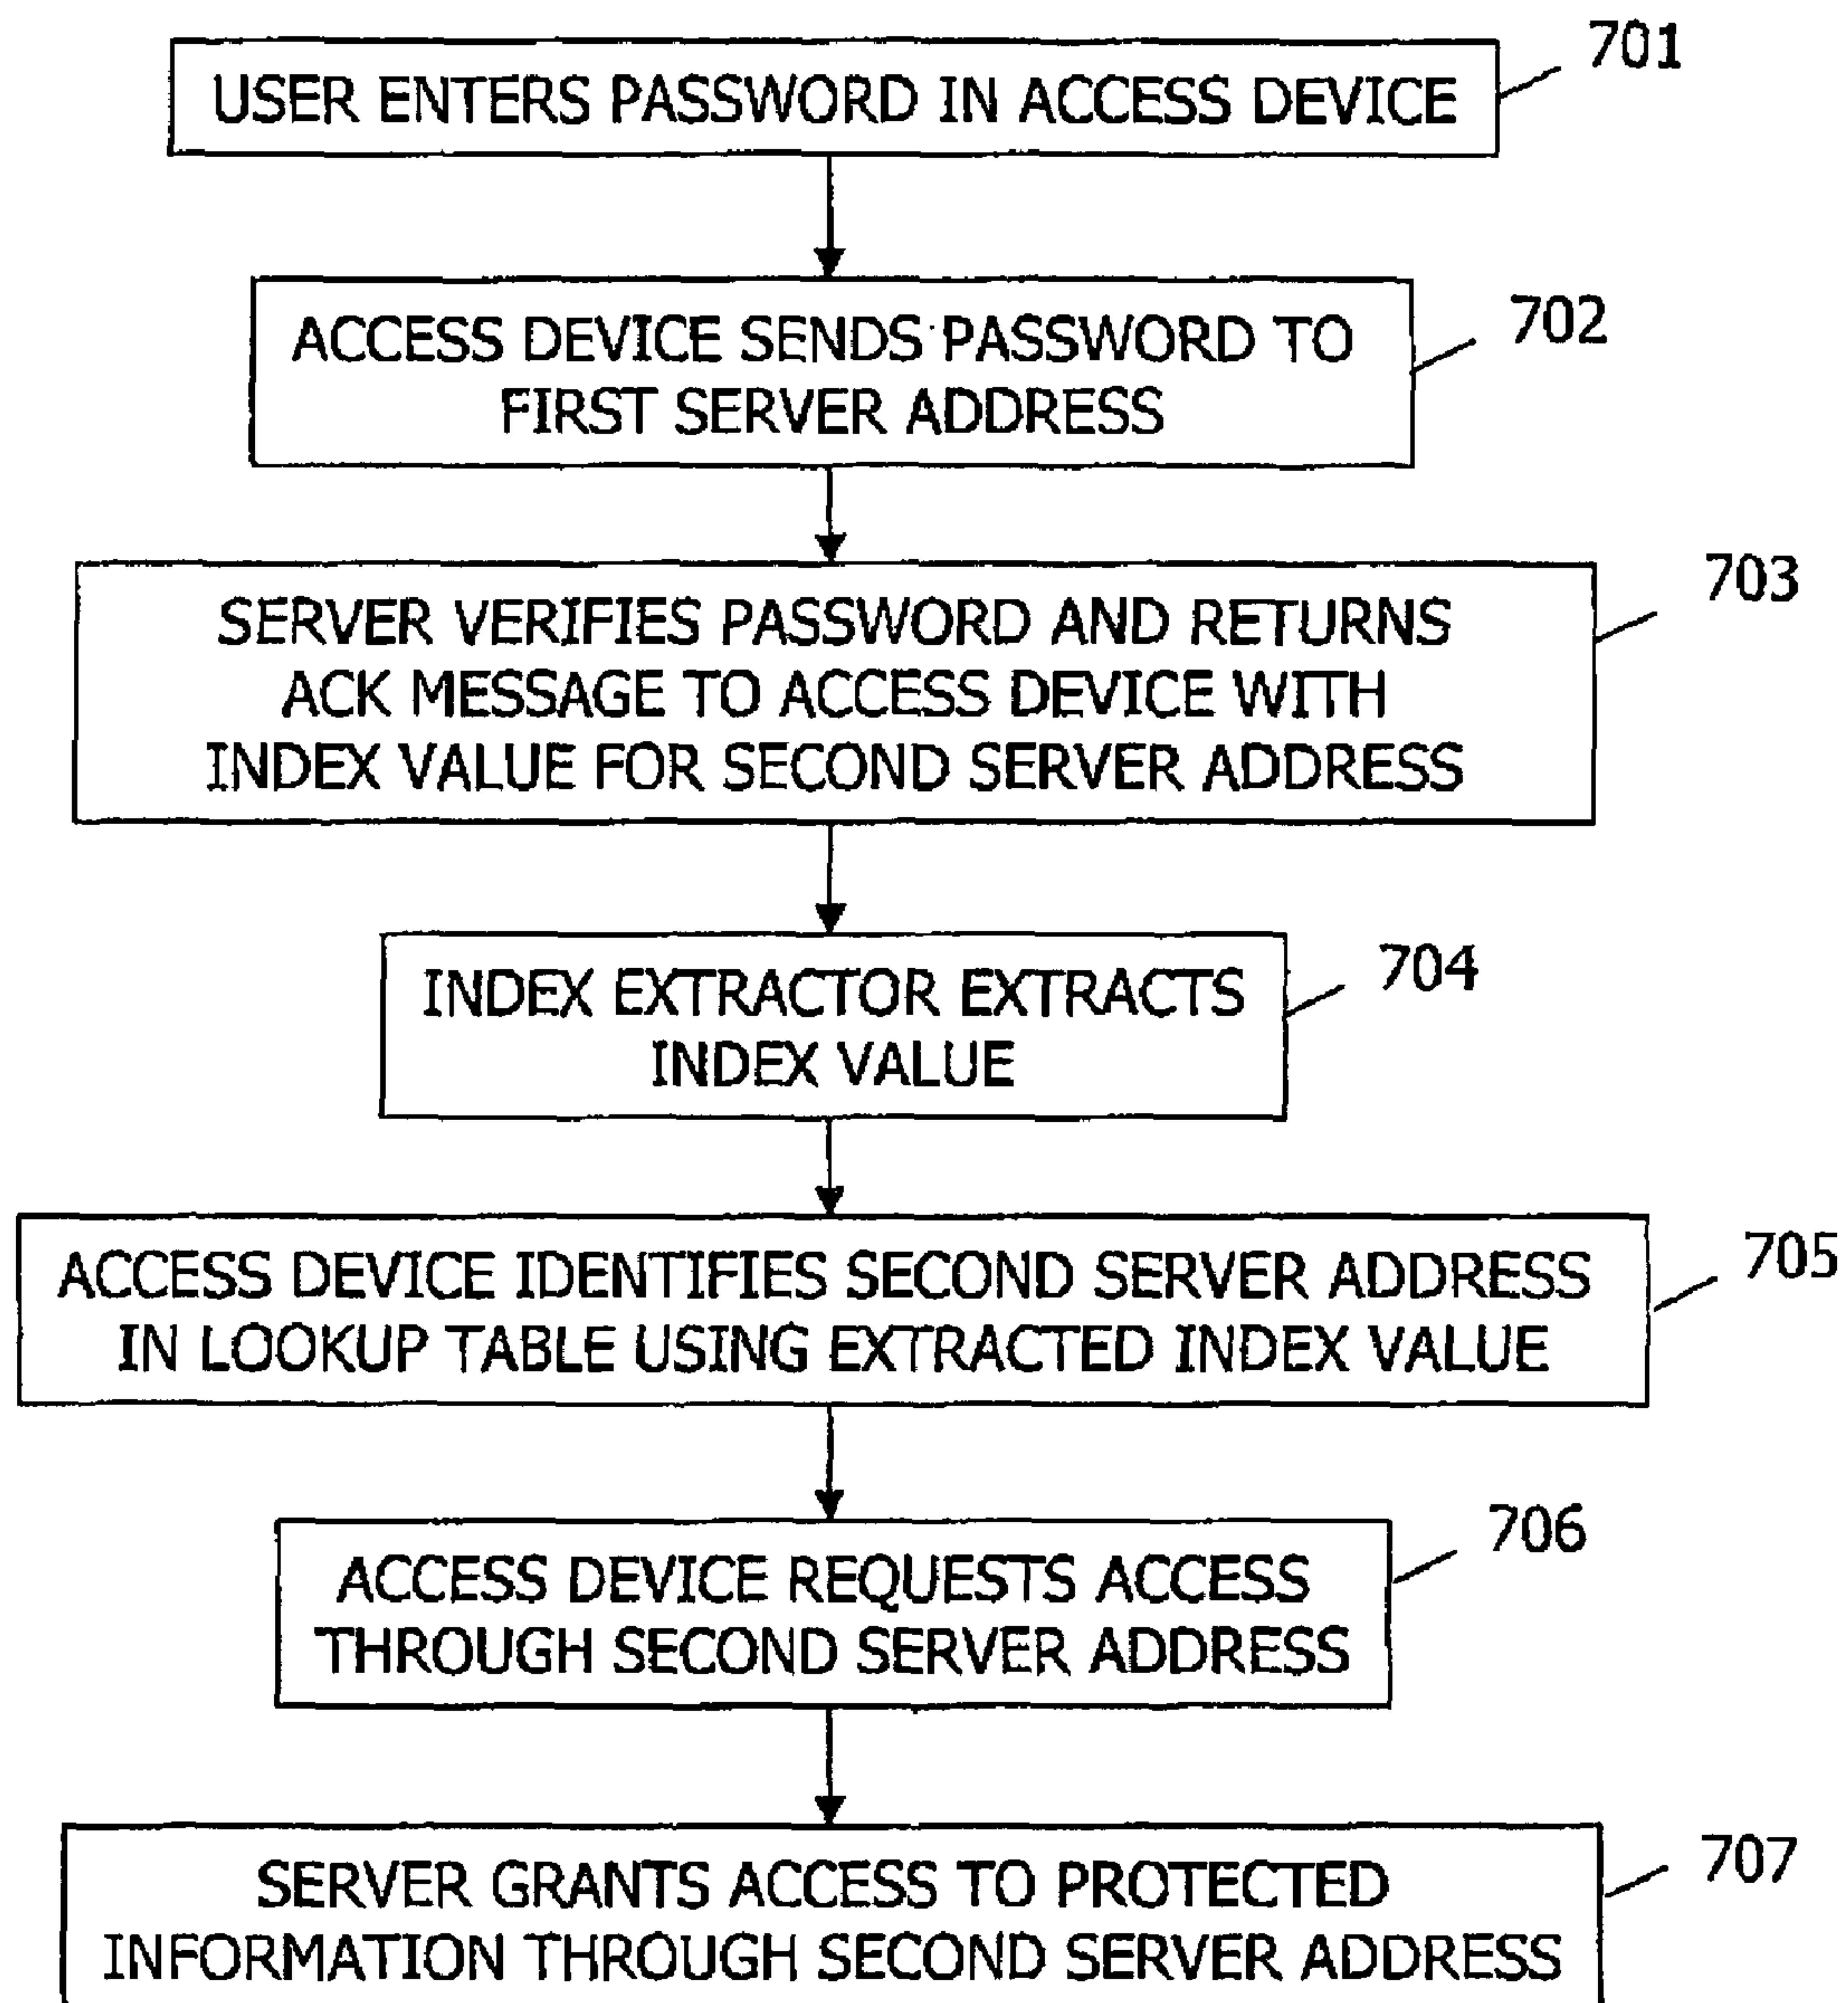 701
USER ENTERS PASSWORD IN ACCESS DEVICE
702
ACCESS DEVICE SENDS PASSWORD TO
FIRST SERVER ADDRESS
703
SERVER VERIFIES PASSWORD AND RETURNS
ACK MESSAGE TO ACCESS DEVICE WITH
INDEX VALUE FOR SECOND SERVER ADDRESS
704
INDEX EXTRACTOR EXTRACTS
INDEX VALUE
705
ACCESS DEVICE IDENTIFIES SECOND SERVER ADDRESS
IN LOOKUP TABLE USING EXTRACTED INDEX VALUE
706
ACCESS DEVICE REQUESTS ACCESS
THROUGH SECOND SERVER ADDRESS
707
SERVER GRANTS ACCESS TO PROTECTED
INFORMATION THROUGH SECOND SERVER ADDRESS